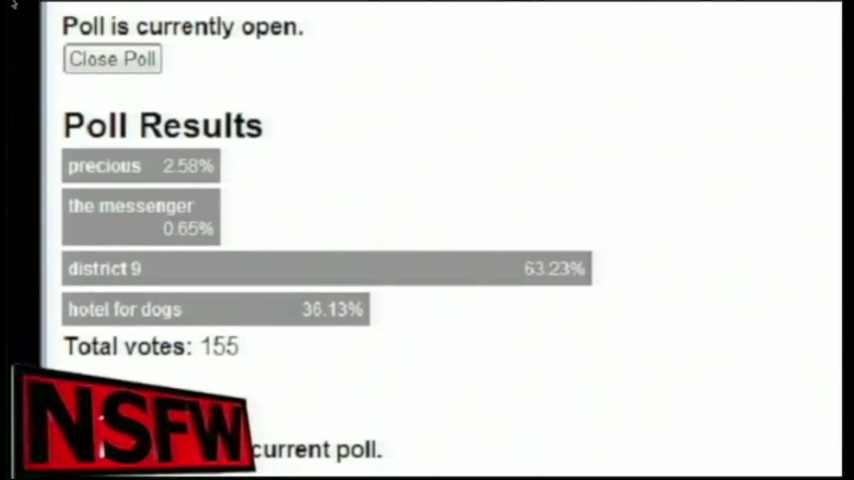 Poll is currently open.
Close Poll
Poll Results
precious 2.58%
the messenger
0.65%
district 9 63.23%
hotel for dogs 36.13%
Total votes: 155
current poll.
NSFW